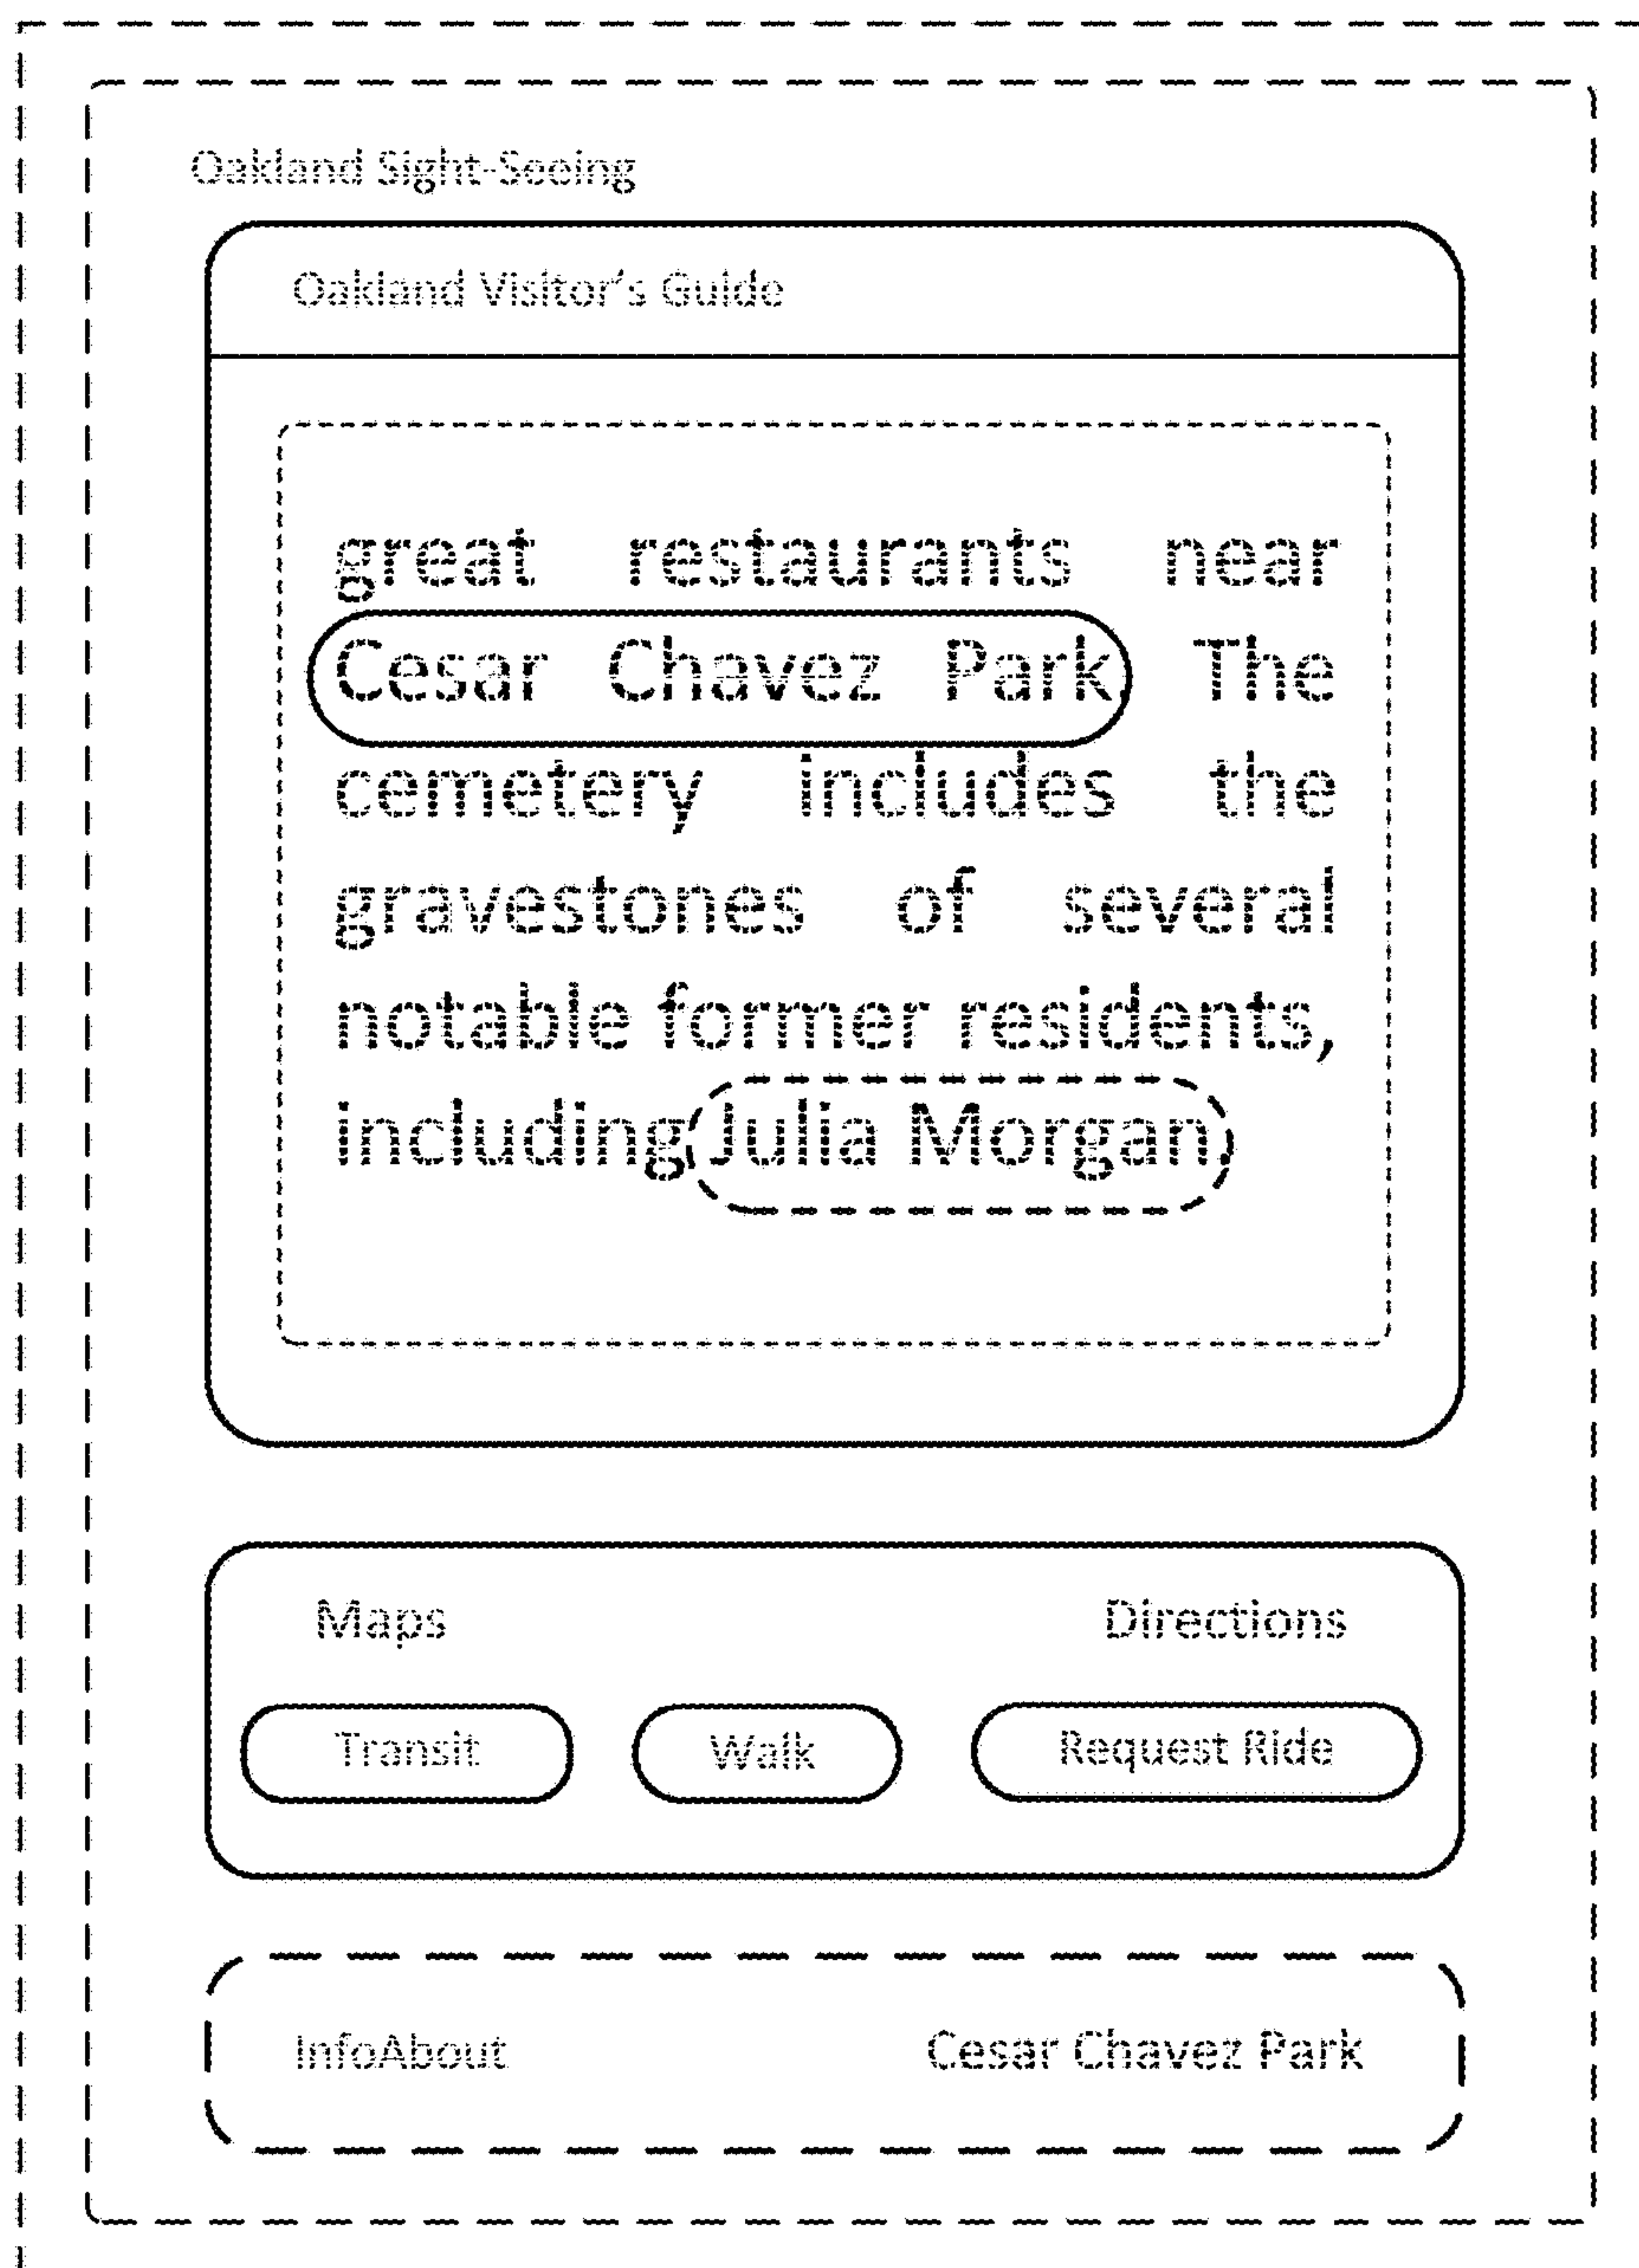 Oakland Sight-Seeing
Oakland Visitor's Guide
great restaurants near
Cesar Chavez Park The
cemetery includes the
gravestones of several
notable former residents,
including Julia Morgan
Maps Directions
Transit Walk Request Ride
InfoAbout Cesar Chavez Park